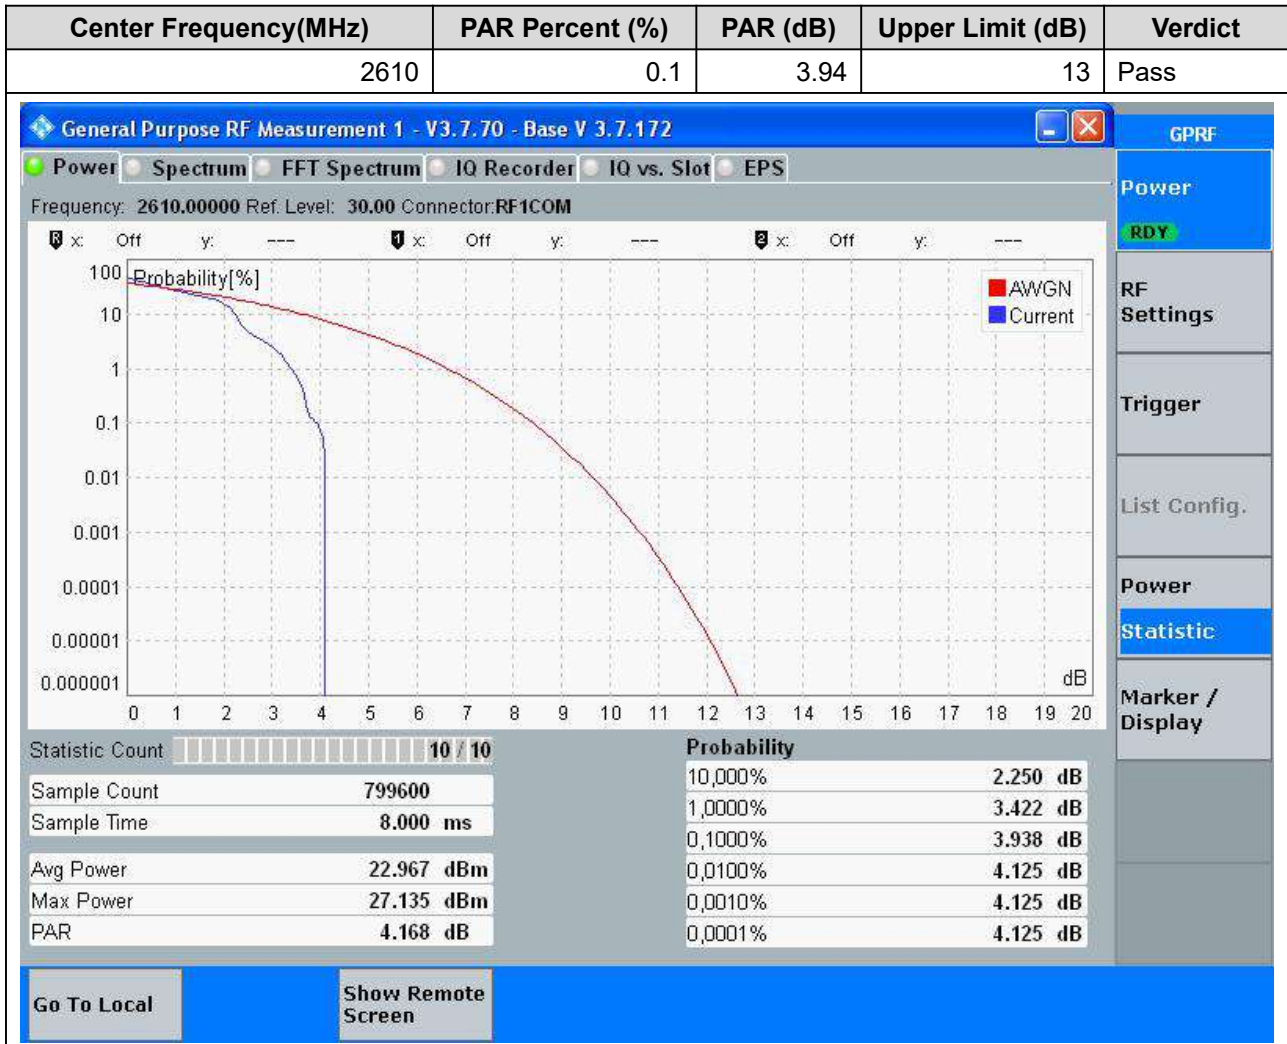 Center Frequency(MHz) PAR Percent (%) PAR (dB) Upper Limit (dB) Verdict
2610 0.1 3.94 13 Pass
General Purpose RF Measurement 1 - V3.7.70 - Base V 3.7.172
GPRF
Power Spectrum FFT Spectrum IQ Recorder IQ vs. Slot EPS
Frequency: 2610.00000 Ref. Level: 30.00 Connector:RF1COM
R x: Off y: --- 1 x: Off y: --- 2 x: Off y: ---
Probability[%]
100
10
1
0.1
0.01
0.001
0.0001
0.00001
0.000001
AWGN
Current
dB
0 1 2 3 4 5 6 7 8 9 10 11 12 13 14 15 16 17 18 19 20
Statistic Count 10 / 10
Sample Count 799600
Sample Time 8.000 ms
Avg Power 22.967 dBm
Max Power 27.135 dBm
PAR 4.168 dB
Probability
10,000% 2.250 dB
1,0000% 3.422 dB
0,1000% 3.938 dB
0,0100% 4.125 dB
0,0010% 4.125 dB
0,0001% 4.125 dB
Power
RDY
RF
Settings
Trigger
List Config.
Power
Statistic
Marker /
Display
Go To Local
Show Remote
Screen